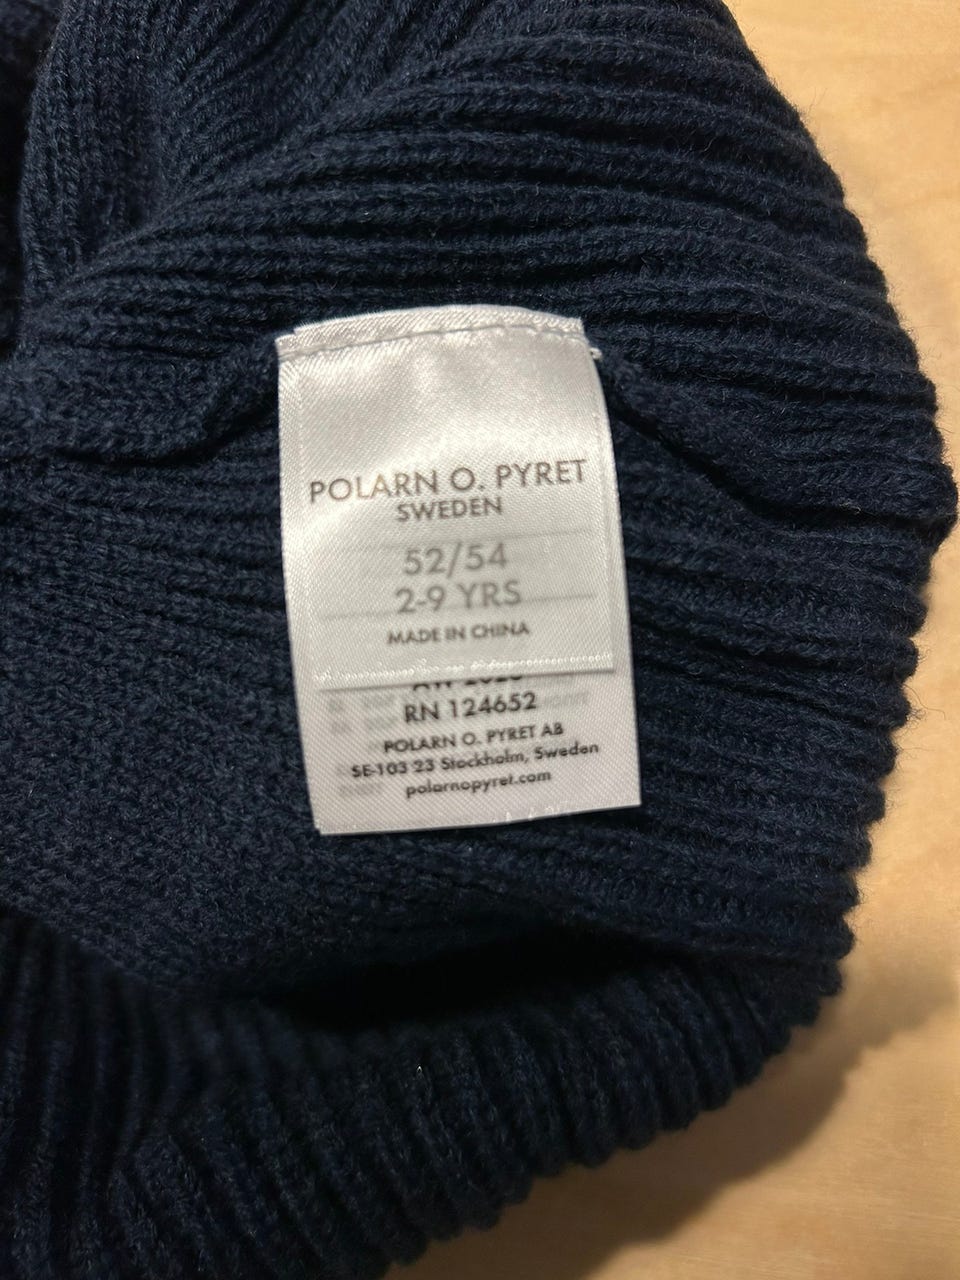 POLARN O. PYRET
SWEDEN
52/54
2-9 YRS
MADE IN CHINA
RN 124652
POLARN O. PYRET AB
SE-103 23 Stockholm, Sweden
polarnopyret.com